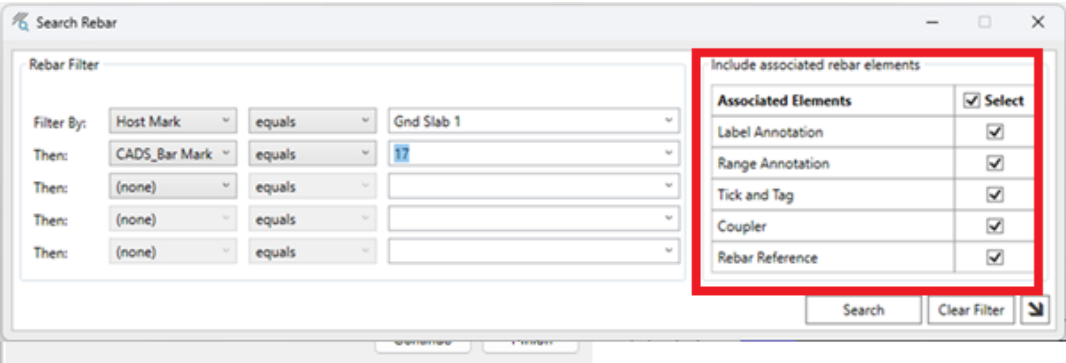 Search Rebar
Rebar Filter
Include associated rebar elements
Associated Elements Select
Filter By: Host Mark equals Gnd Slab 1
Label Annotation
Then: CADS_Bar Mark equals 17
Range Annotation
Then: (none) equals
Tick and Tag
Then: (none) equals
Coupler
Then: (none) equals
Rebar Reference
Search Clear Filter